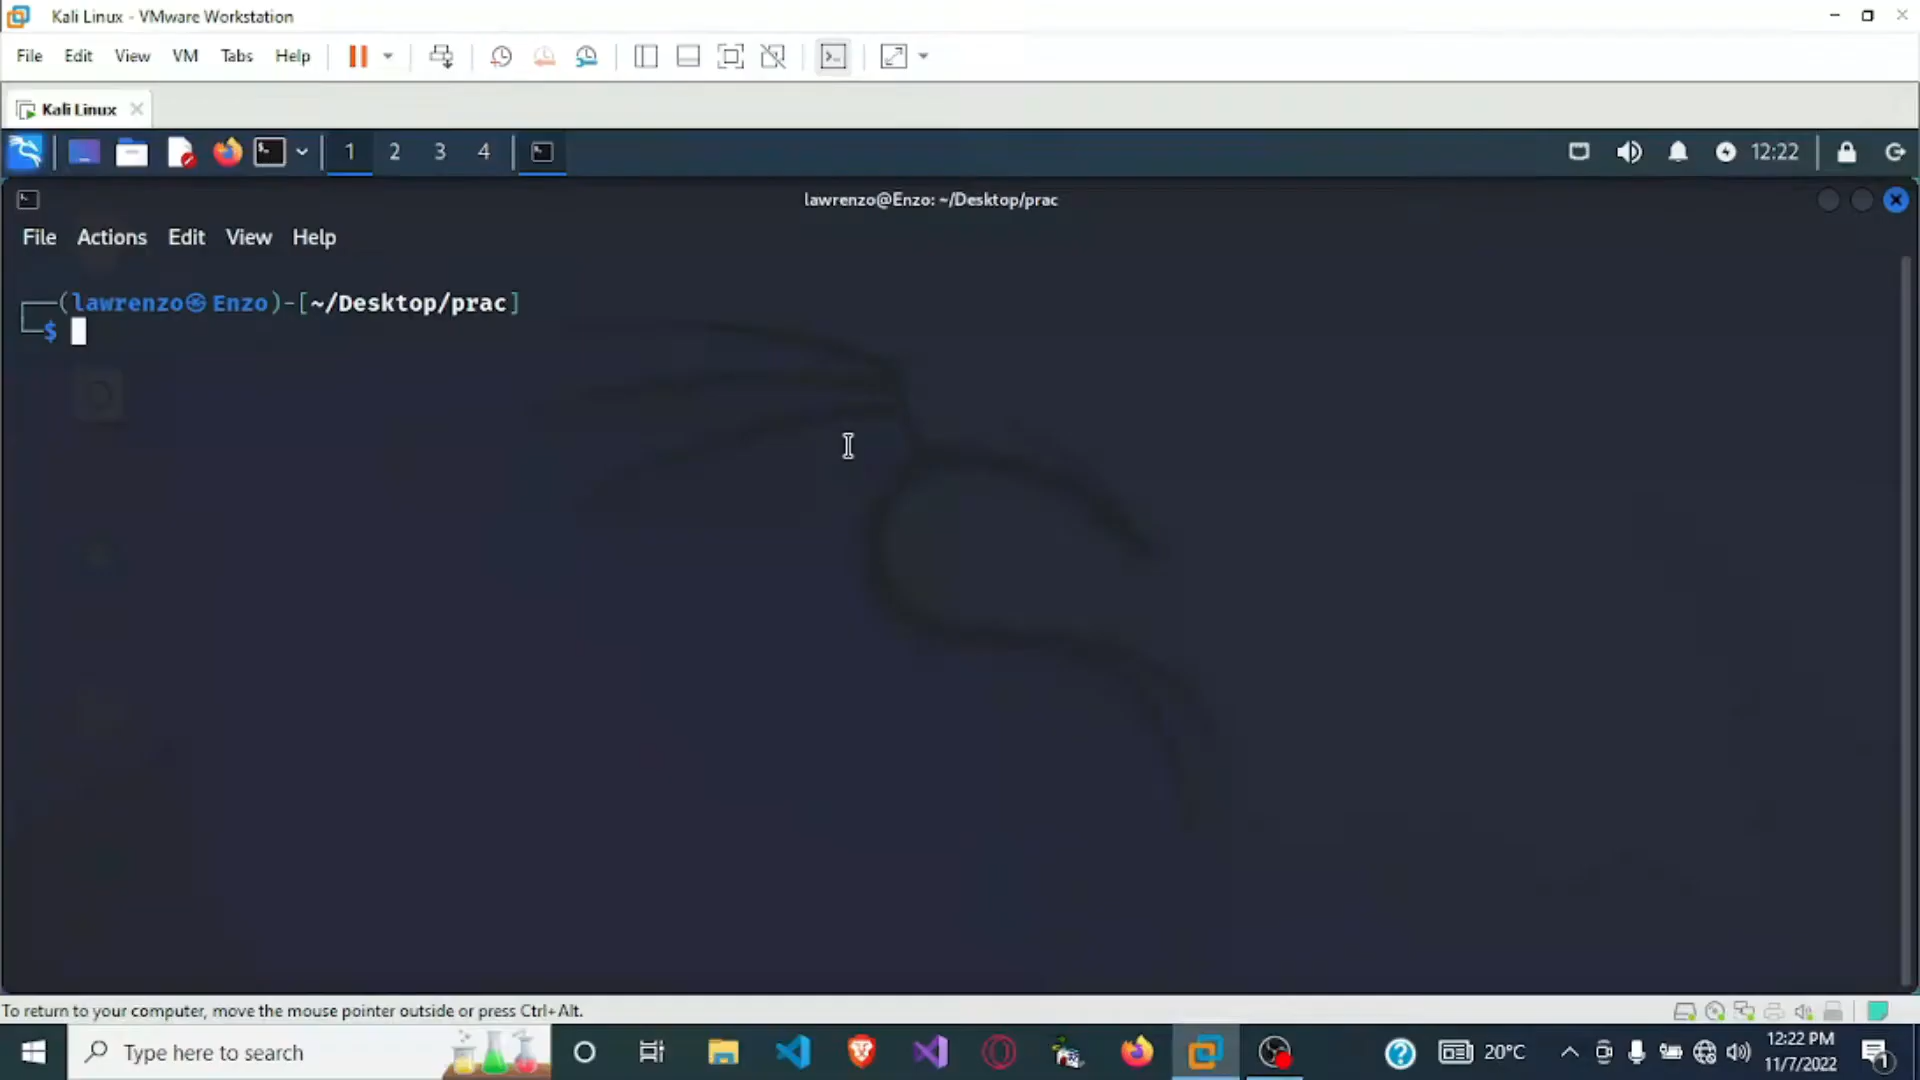 Kali Linux - VMware Workstation
File Edit View VM Tabs Help
Kali Linux
1 2 3 4 12:22
lawrenzo@Enzo: ~/Desktop/prac
File Actions Edit View Help
┌──(lawrenzo㉿Enzo)-[~/Desktop/prac]
└─$
To return to your computer, move the mouse pointer outside or press Ctrl+Alt.
Type here to search
20°C
12:22 PM
11/7/2022
1